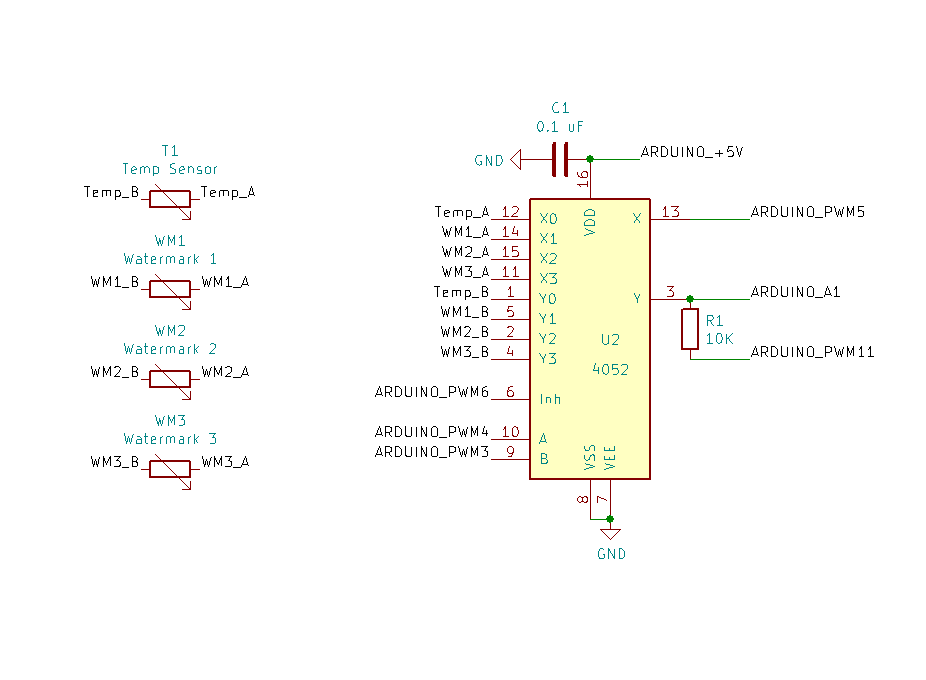 C1
0.1 uF
GND
ARDUINO_+5V
16
T1
Temp Sensor
Temp_B
Temp_A
WM1
Watermark 1
WM1_B
WM1_A
WM2
Watermark 2
WM2_B
WM2_A
WM3
Watermark 3
WM3_B
WM3_A
Temp_A 12 X0
WM1_A 14 X1
WM2_A 15 X2
WM3_A 11 X3
Temp_B 1 Y0
WM1_B 5 Y1
WM2_B 2 Y2
WM3_B 4 Y3
ARDUINO_PWM6 6 Inh
ARDUINO_PWM4 10 A
ARDUINO_PWM3 9 B
VDD
X 13 ARDUINO_PWM5
Y 3 ARDUINO_A1
R1
10K
ARDUINO_PWM11
U2
4052
VSS
VEE
8
7
GND